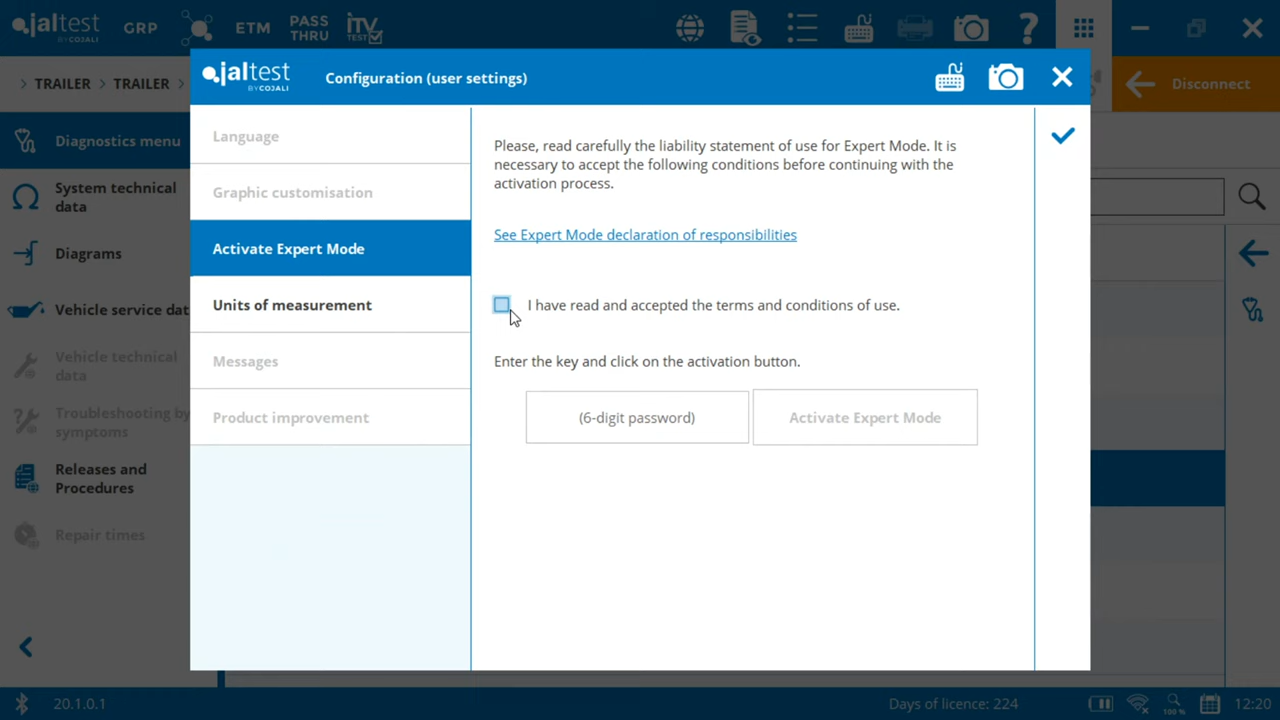 jaltest
BY COJALI
GRP
ETM
PASS
THRU
ITV
TEST
> TRAILER > TRAILER >
Disconnect
Diagnostics menu
System technical
data
Diagrams
Vehicle service dat
Vehicle technical
data
Troubleshooting by
symptoms
Releases and
Procedures
Repair times
jaltest
BY COJALI
Configuration (user settings)
Language
Graphic customisation
Activate Expert Mode
Units of measurement
Messages
Product improvement
Please, read carefully the liability statement of use for Expert Mode. It is
necessary to accept the following conditions before continuing with the
activation process.
See Expert Mode declaration of responsibilities
I have read and accepted the terms and conditions of use.
Enter the key and click on the activation button.
(6-digit password)
Activate Expert Mode
20.1.0.1
Days of licence: 224
100 %
12:20